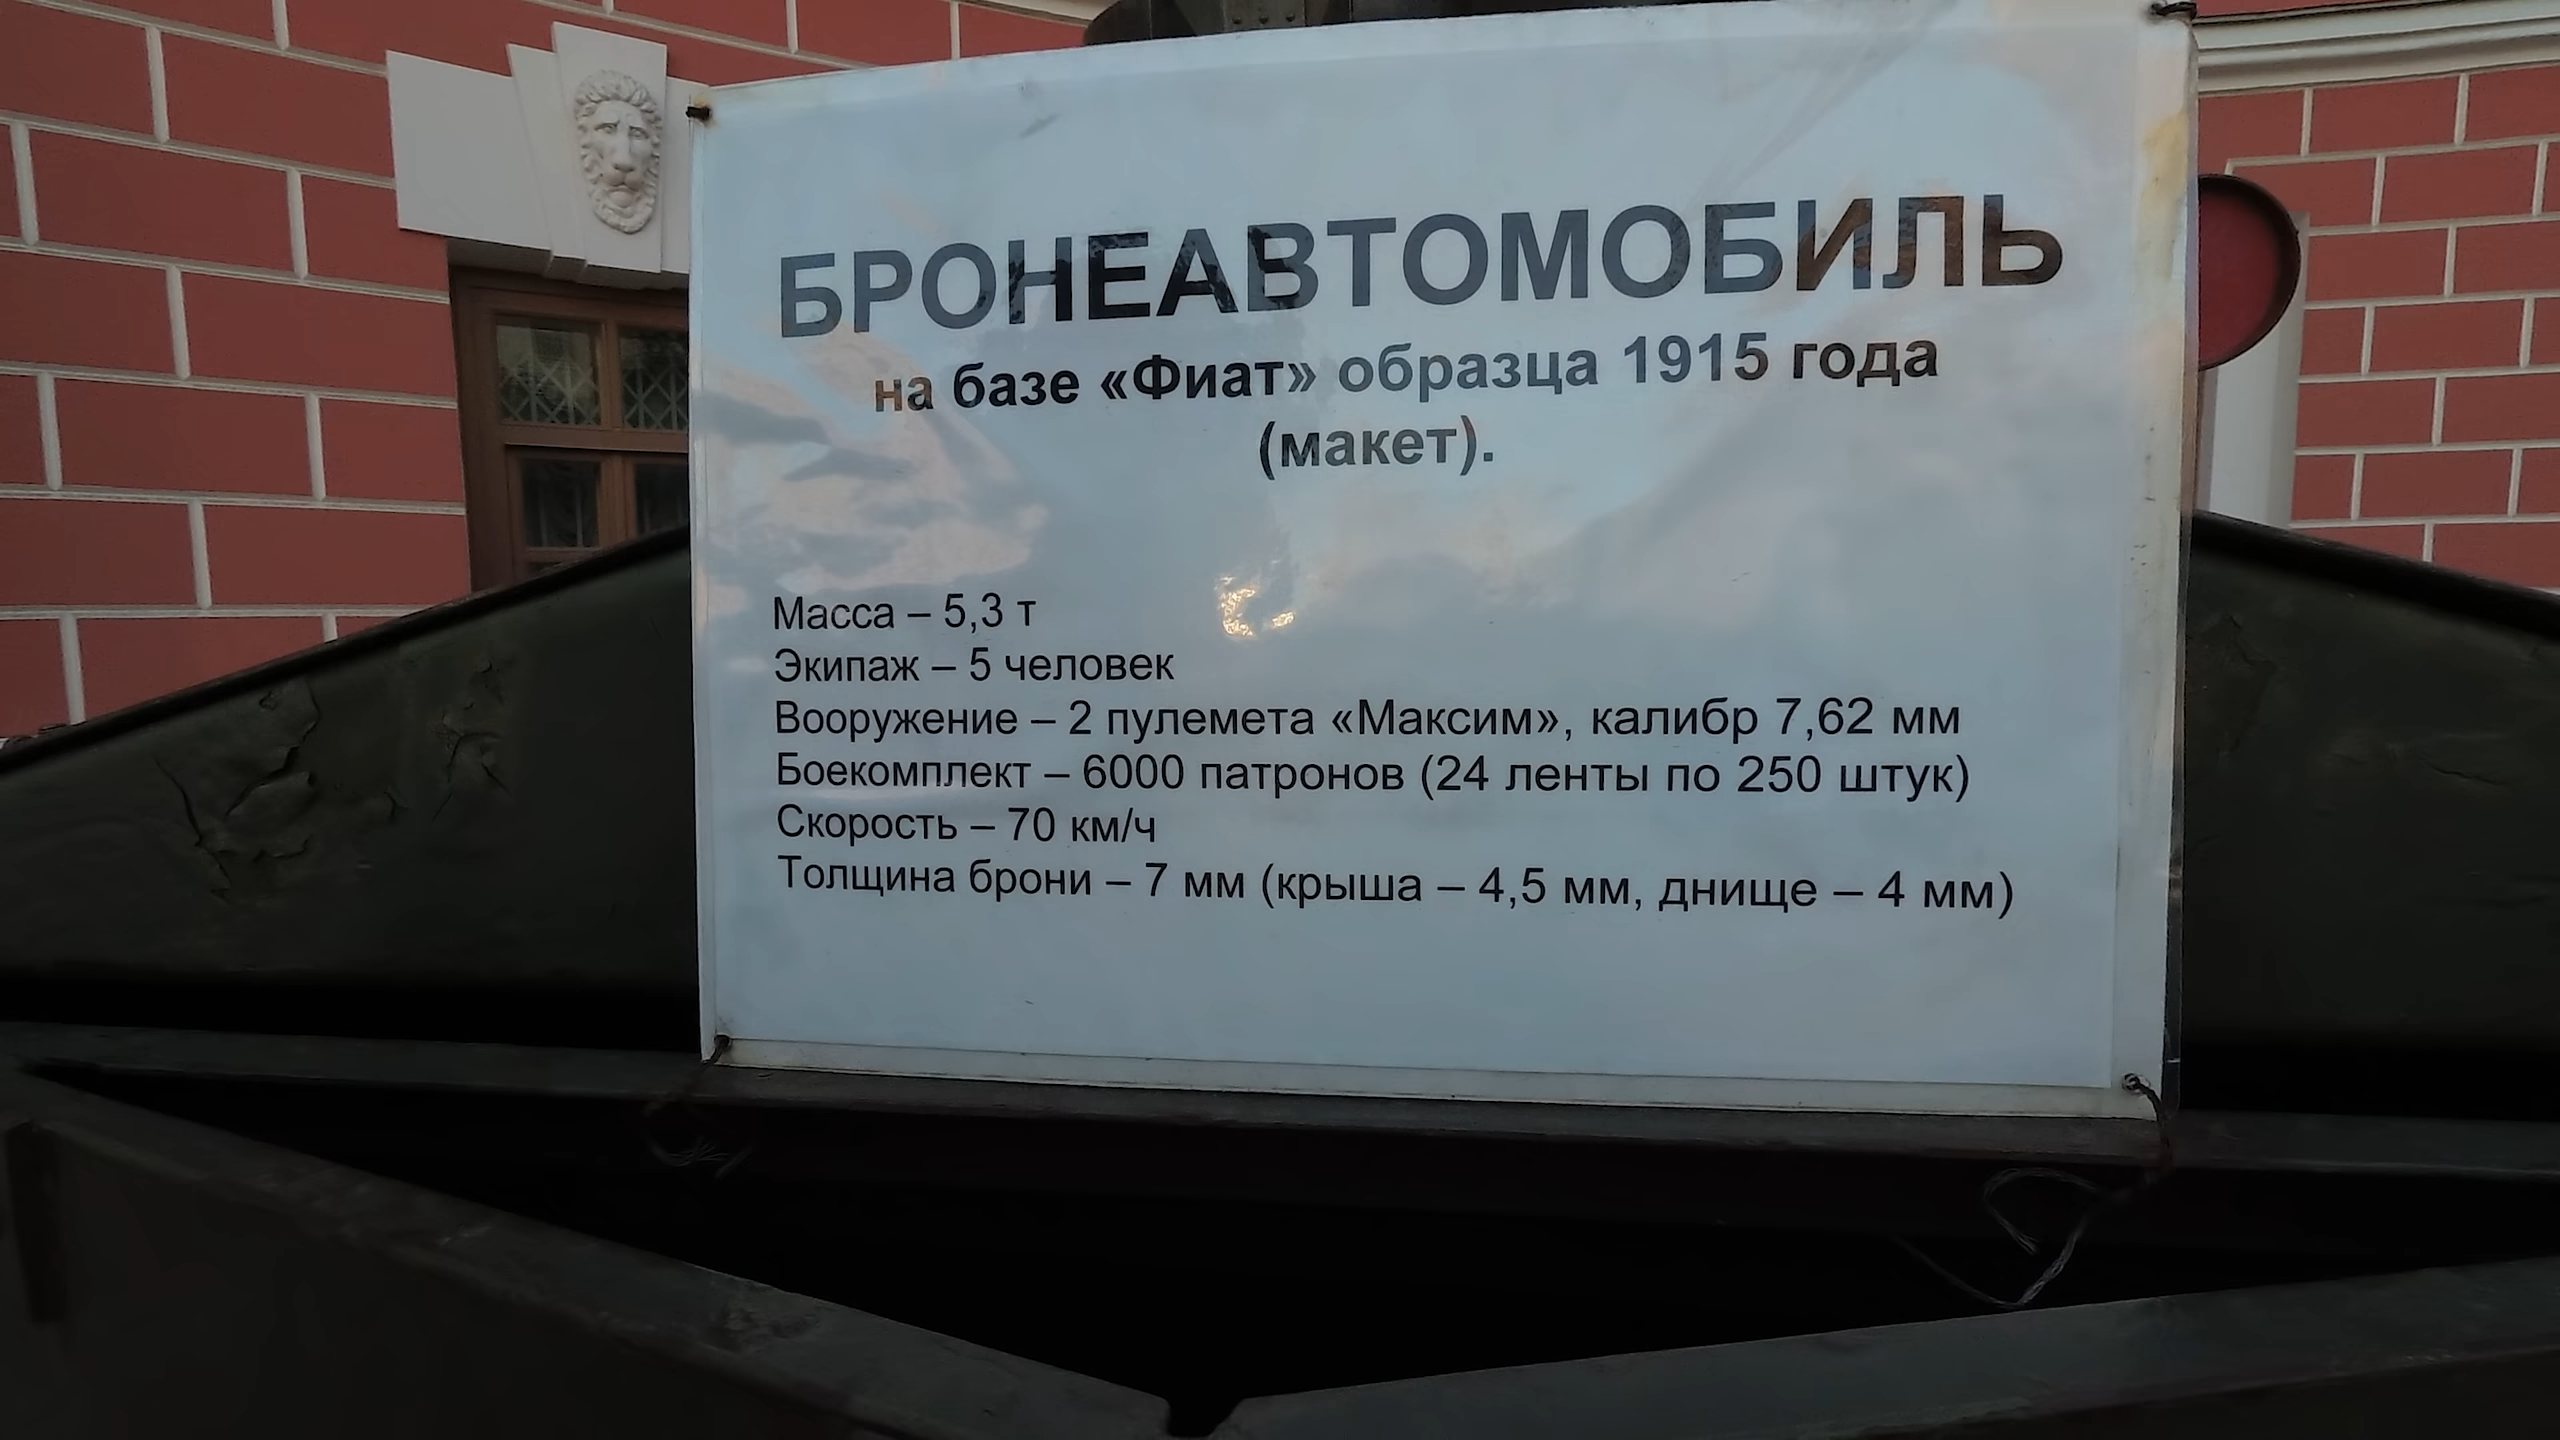 БРОНЕАВТОМОБИЛЬ
на базе «Фиат» образца 1915 года
(макет).
Масса – 5,3 т
Экипаж – 5 человек
Вооружение – 2 пулемета «Максим», калибр 7,62 мм
Боекомплект – 6000 патронов (24 ленты по 250 штук)
Скорость – 70 км/ч
Толщина брони – 7 мм (крыша – 4,5 мм, днище – 4 мм)